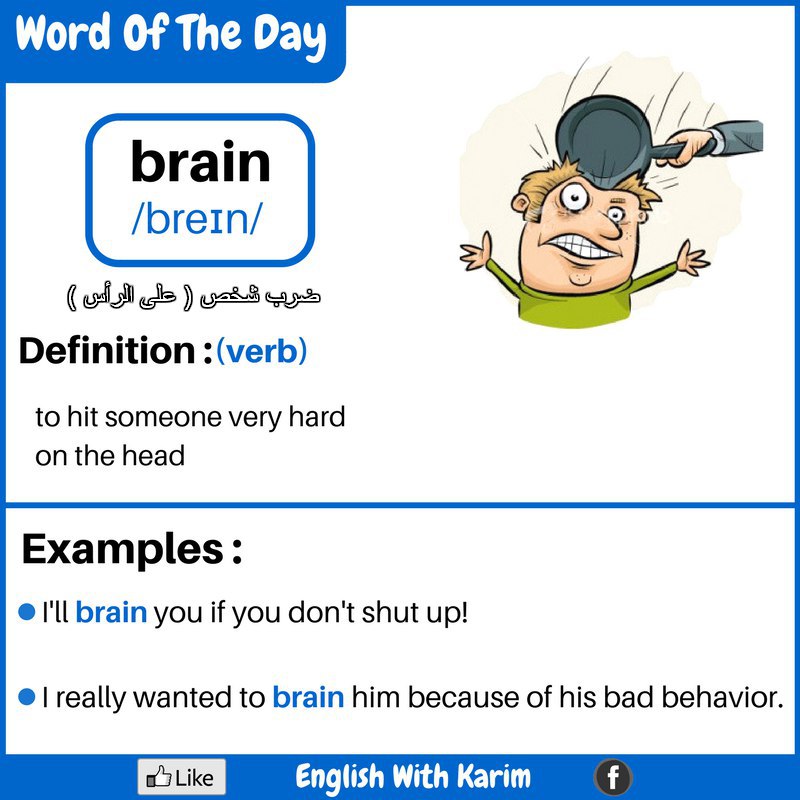 Word Of The Day
brain
/breɪn/
ضرب شخص ( على الرأس )
Definition : (verb)
to hit someone very hard
on the head
Examples :
I'll brain you if you don't shut up!
I really wanted to brain him because of his bad behavior.
Like
English With Karim
f